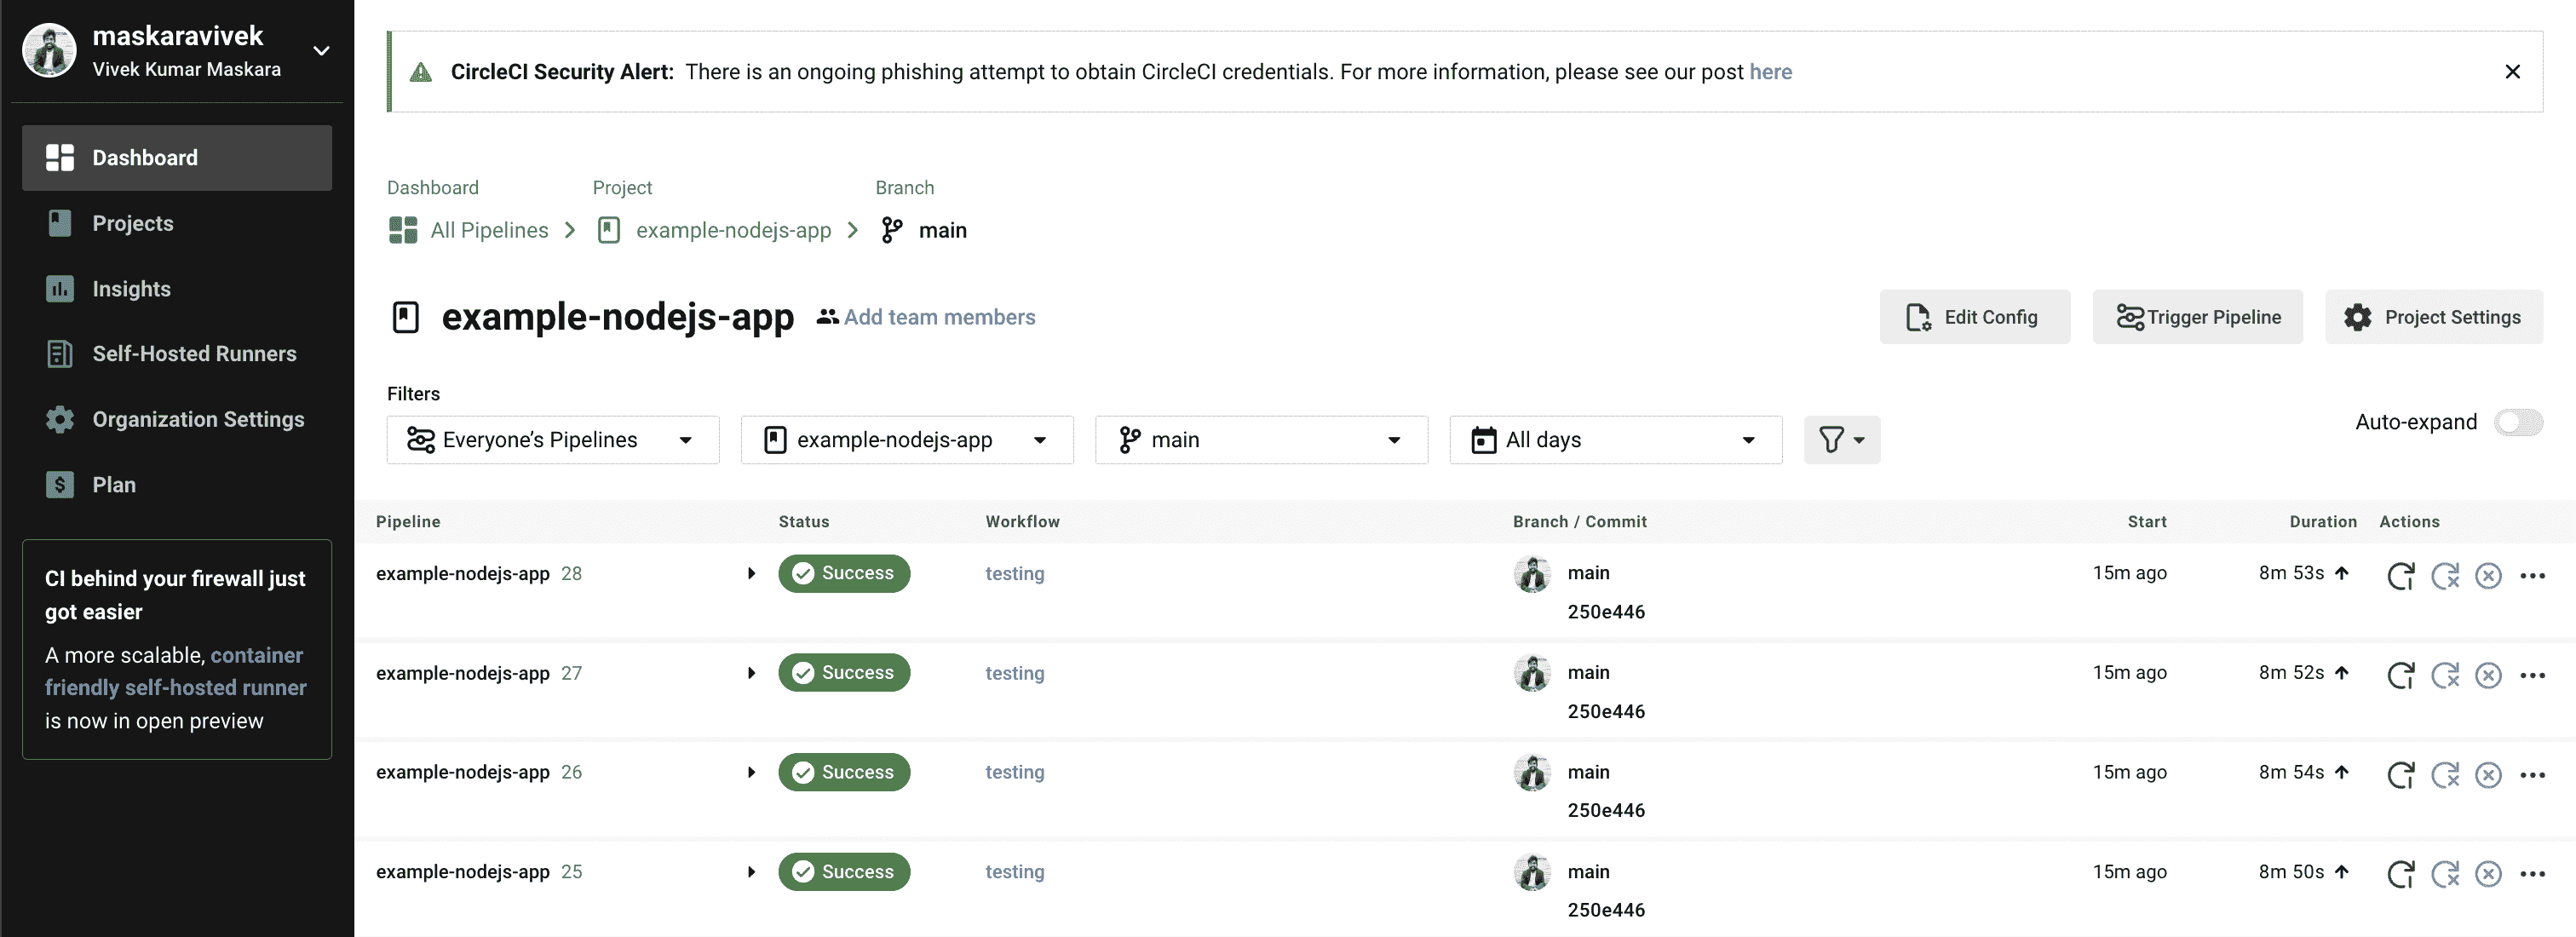 maskaravivek
Vivek Kumar Maskara
Dashboard
Projects
Insights
Self-Hosted Runners
Organization Settings
Plan
CI behind your firewall just
got easier
A more scalable, container
friendly self-hosted runner
is now in open preview
CircleCI Security Alert: There is an ongoing phishing attempt to obtain CircleCI credentials. For more information, please see our post here
Dashboard Project Branch
All Pipelines example-nodejs-app main
example-nodejs-app Add team members Edit Config Trigger Pipeline Project Settings
Filters
Everyone’s Pipelines example-nodejs-app main All days Auto-expand
Pipeline Status Workflow Branch / Commit Start Duration Actions
example-nodejs-app 28 Success testing main 15m ago 8m 53s
250e446
example-nodejs-app 27 Success testing main 15m ago 8m 52s
250e446
example-nodejs-app 26 Success testing main 15m ago 8m 54s
250e446
example-nodejs-app 25 Success testing main 15m ago 8m 50s
250e446